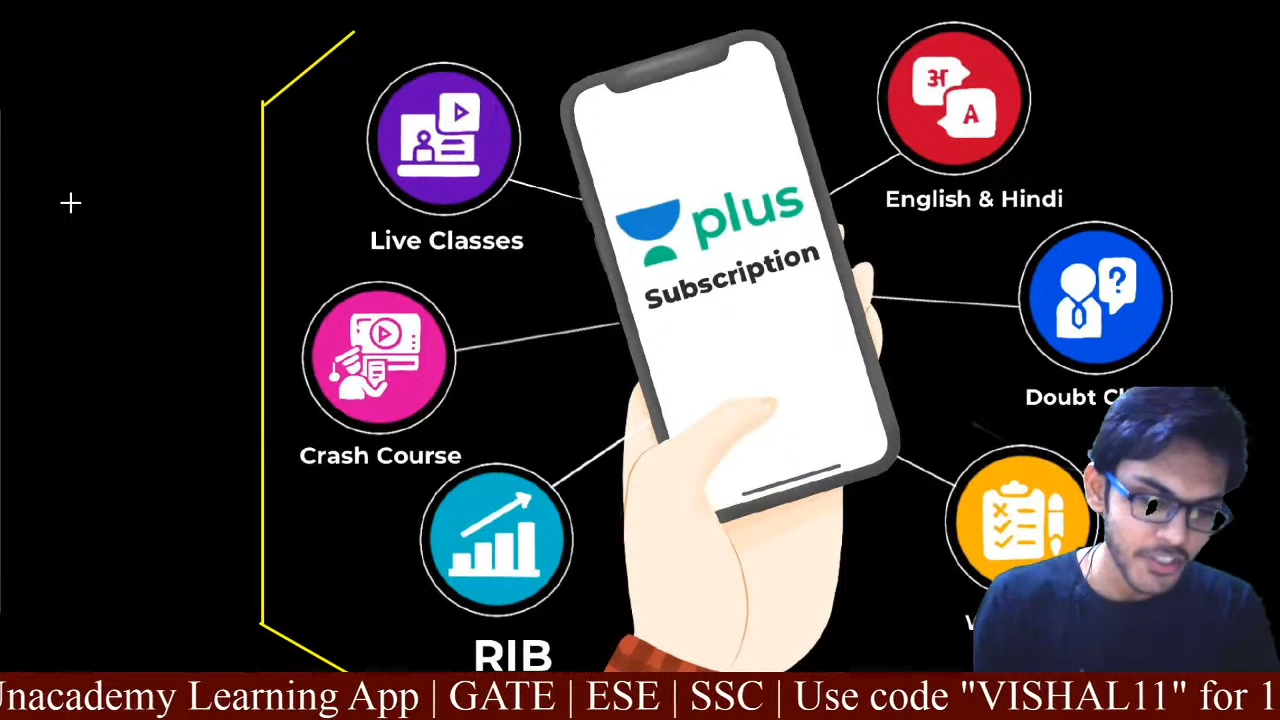 Live Classes
Crash Course
RIB
plus
Subscription
अ
A
English & Hindi
?
Doubt
Unacademy Learning App | GATE | ESE | SSC | Use code "VISHAL11" for 1